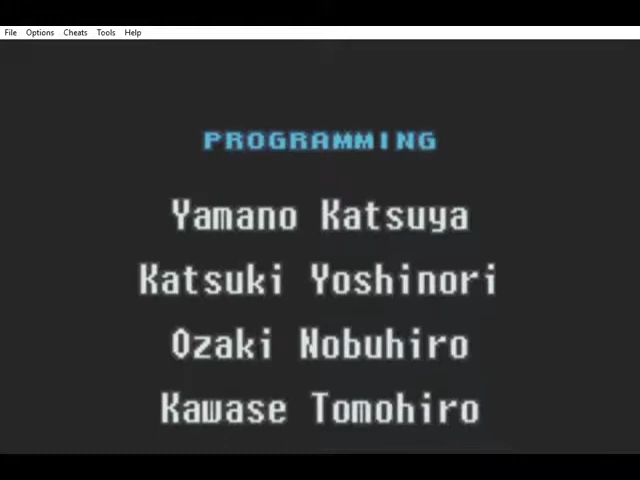 File Options Cheats Tools Help
PROGRAMMING
Yamano Katsuya
Katsuki Yoshinori
Ozaki Nobuhiro
Kawase Tomohiro